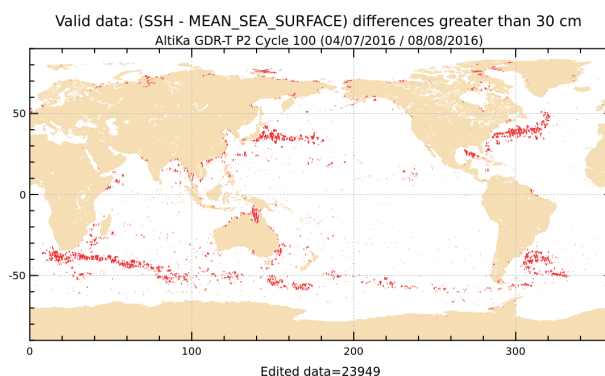 Valid data: (SSH - MEAN_SEA_SURFACE) differences greater than 30 cm
AltiKa GDR-T P2 Cycle 100 (04/07/2016 / 08/08/2016)
50
0
-50
0 100 200 300
Edited data=23949